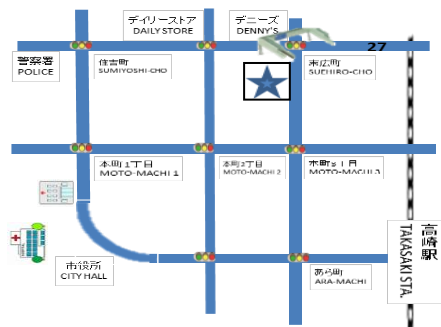 デイリーストア
DAILY STORE
デニーズ
DENNY'S
27
警察署
POLICE
住吉町
SUMIYOSHI-CHO
末広町
SUEHIRO-CHO
本町1丁目
MOTO-MACHI 1
本町2丁目
MOTO-MACHI 2
本町3丁目
MOTO-MACHI 3
市役所
CITY HALL
あら町
ARA-MACHI
高崎駅
TAKASAKI STA.